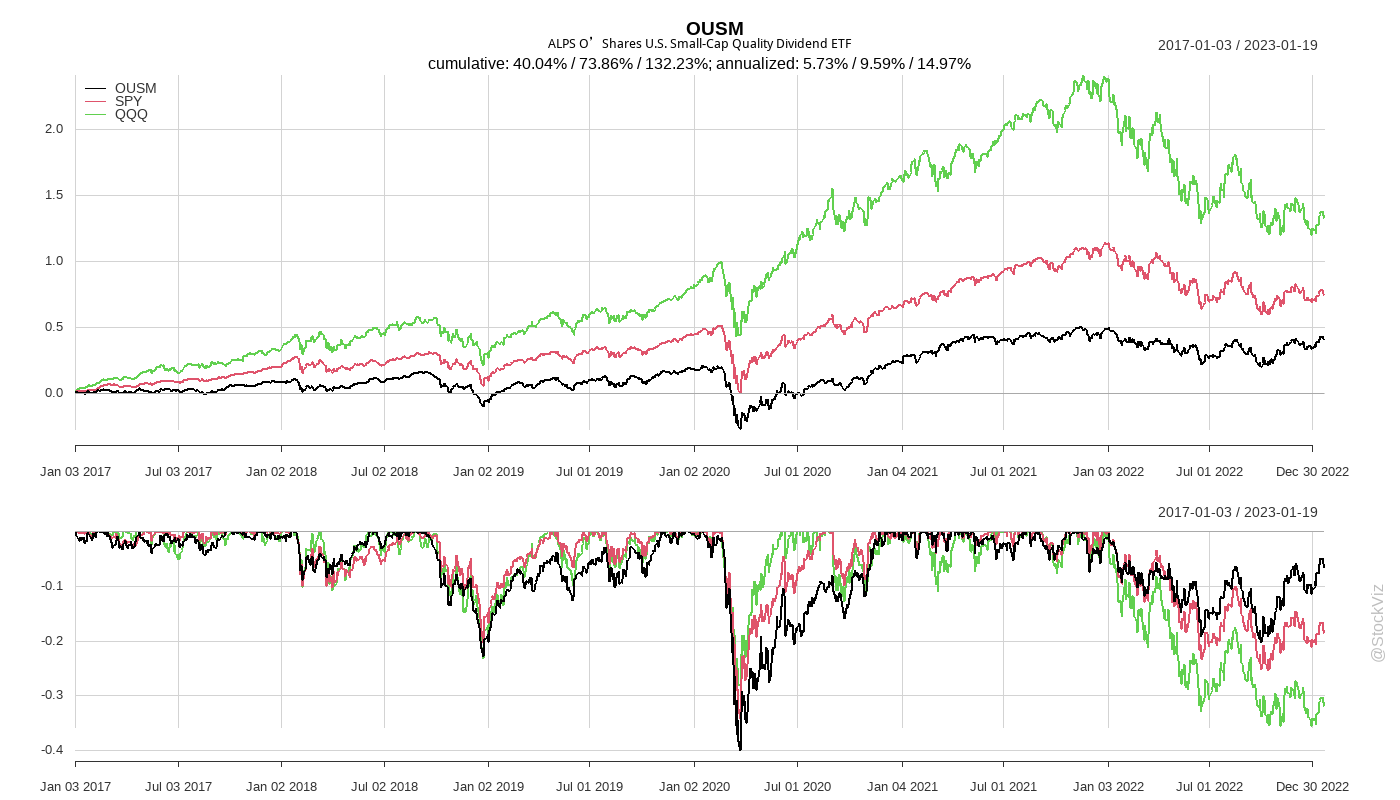 OUSM
ALPS O’Shares U.S. Small-Cap Quality Dividend ETF
2017-01-03 / 2023-01-19
cumulative: 40.04% / 73.86% / 132.23%; annualized: 5.73% / 9.59% / 14.97%
OUSM
SPY
QQQ
2.0
1.5
1.0
0.5
0.0
Jan 03 2017 Jul 03 2017 Jan 02 2018 Jul 02 2018 Jan 02 2019 Jul 01 2019 Jan 02 2020 Jul 01 2020 Jan 04 2021 Jul 01 2021 Jan 03 2022 Jul 01 2022 Dec 30 2022
2017-01-03 / 2023-01-19
-0.1
-0.2
-0.3
-0.4
Jan 03 2017 Jul 03 2017 Jan 02 2018 Jul 02 2018 Jan 02 2019 Jul 01 2019 Jan 02 2020 Jul 01 2020 Jan 04 2021 Jul 01 2021 Jan 03 2022 Jul 01 2022 Dec 30 2022
@StockViz